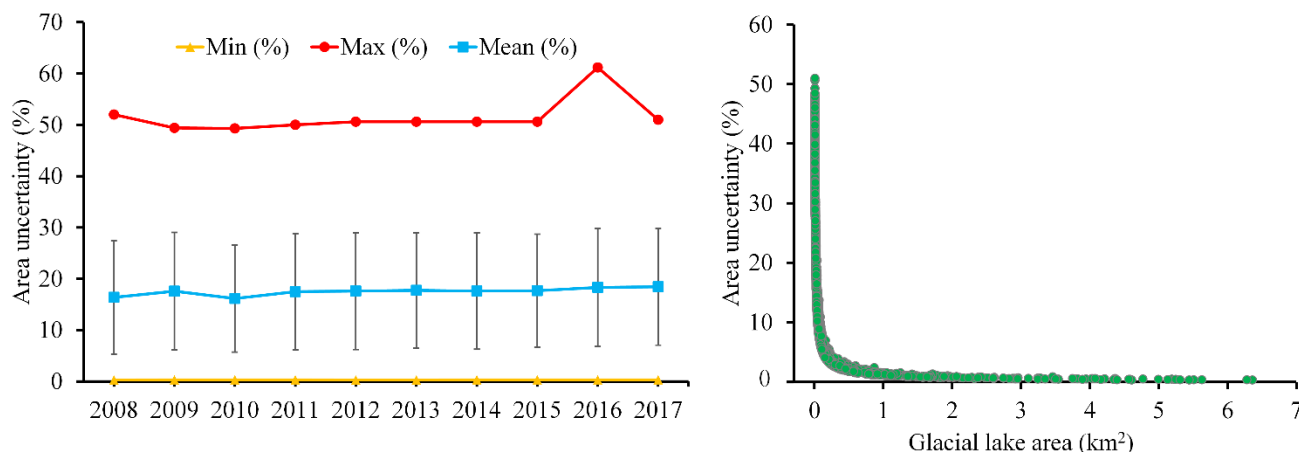 Area uncertainty (%)
70
60
50
40
30
20
10
0
Min (%) Max (%) Mean (%)
2008 2009 2010 2011 2012 2013 2014 2015 2016 2017
Area uncertainty (%)
60
50
40
30
20
10
0
0 1 2 3 4 5 6 7
Glacial lake area (km²)